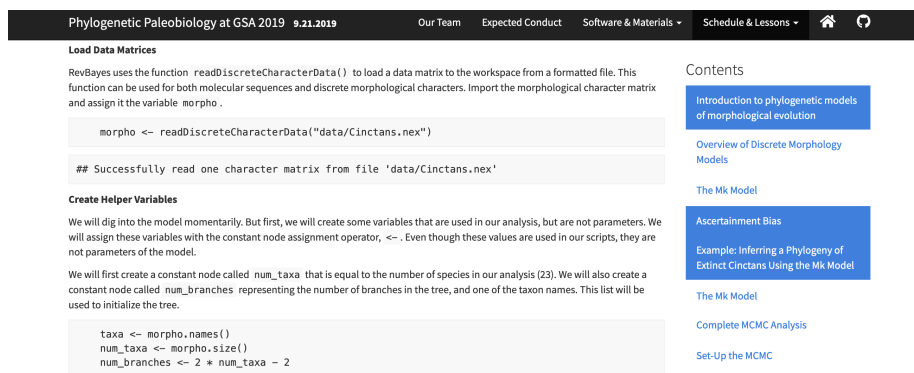 Phylogenetic Paleobiology at GSA 2019 9.21.2019 Our Team Expected Conduct Software & Materials Schedule & Lessons
Load Data Matrices
RevBayes uses the function readDiscreteCharacterData() to load a data matrix to the workspace from a formatted file. This
function can be used for both molecular sequences and discrete morphological characters. Import the morphological character matrix
and assign it the variable morpho .
morpho <- readDiscreteCharacterData("data/Cinctans.nex")
## Successfully read one character matrix from file 'data/Cinctans.nex'
Create Helper Variables
We will dig into the model momentarily. But first, we will create some variables that are used in our analysis, but are not parameters. We
will assign these variables with the constant node assignment operator, <- . Even though these values are used in our scripts, they are
not parameters of the model.
We will first create a constant node called num_taxa that is equal to the number of species in our analysis (23). We will also create a
constant node called num_branches representing the number of branches in the tree, and one of the taxon names. This list will be
used to initialize the tree.
taxa <- morpho.names()
num_taxa <- morpho.size()
num_branches <- 2 * num_taxa - 2
Contents
Introduction to phylogenetic models
of morphological evolution
Overview of Discrete Morphology
Models
The Mk Model
Ascertainment Bias
Example: Inferring a Phylogeny of
Extinct Cinctans Using the Mk Model
The Mk Model
Complete MCMC Analysis
Set-Up the MCMC